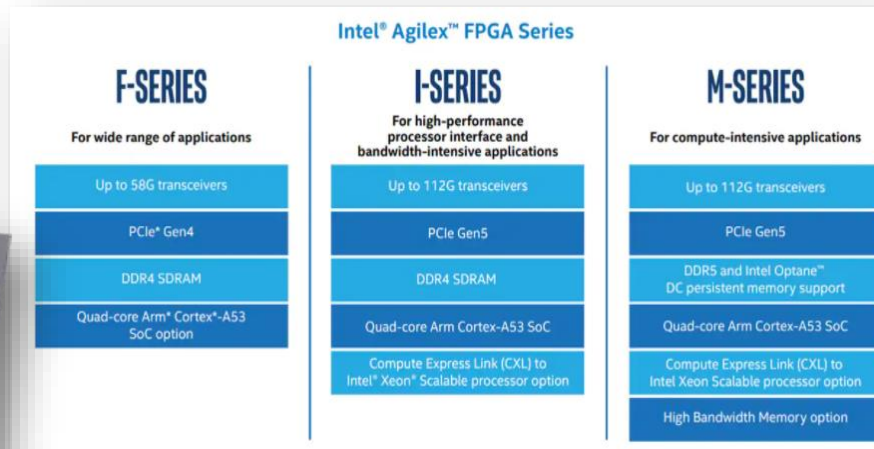 Intel® Agilex™ FPGA Series
F-SERIES
For wide range of applications
Up to 58G transceivers
PCIe* Gen4
DDR4 SDRAM
Quad-core Arm* Cortex*-A53
SoC option
I-SERIES
For high-performance
processor interface and
bandwidth-intensive applications
Up to 112G transceivers
PCIe Gen5
DDR4 SDRAM
Quad-core Arm Cortex-A53 SoC
Compute Express Link (CXL) to
Intel® Xeon® Scalable processor option
M-SERIES
For compute-intensive applications
Up to 112G transceivers
PCIe Gen5
DDR5 and Intel Optane™
DC persistent memory support
Quad-core Arm Cortex-A53 SoC
Compute Express Link (CXL) to
Intel Xeon Scalable processor option
High Bandwidth Memory option